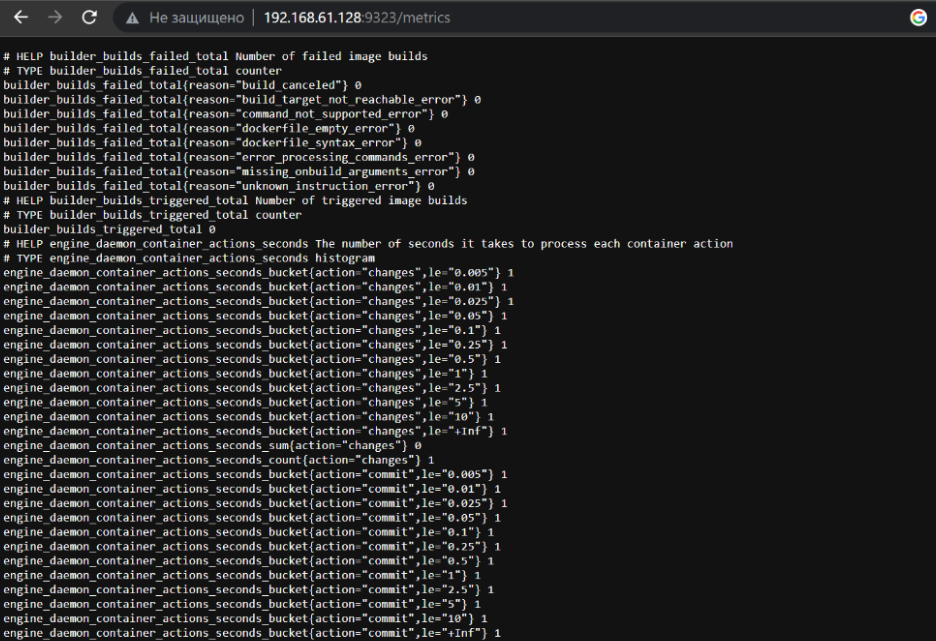 Не защищено 192.168.61.128:9323/metrics
# HELP builder_builds_failed_total Number of failed image builds
# TYPE builder_builds_failed_total counter
builder_builds_failed_total{reason="build_canceled"} 0
builder_builds_failed_total{reason="build_target_not_reachable_error"} 0
builder_builds_failed_total{reason="command_not_supported_error"} 0
builder_builds_failed_total{reason="dockerfile_empty_error"} 0
builder_builds_failed_total{reason="dockerfile_syntax_error"} 0
builder_builds_failed_total{reason="error_processing_commands_error"} 0
builder_builds_failed_total{reason="missing_onbuild_arguments_error"} 0
builder_builds_failed_total{reason="unknown_instruction_error"} 0
# HELP builder_builds_triggered_total Number of triggered image builds
# TYPE builder_builds_triggered_total counter
builder_builds_triggered_total 0
# HELP engine_daemon_container_actions_seconds The number of seconds it takes to process each container action
# TYPE engine_daemon_container_actions_seconds histogram
engine_daemon_container_actions_seconds_bucket{action="changes",le="0.005"} 1
engine_daemon_container_actions_seconds_bucket{action="changes",le="0.01"} 1
engine_daemon_container_actions_seconds_bucket{action="changes",le="0.025"} 1
engine_daemon_container_actions_seconds_bucket{action="changes",le="0.05"} 1
engine_daemon_container_actions_seconds_bucket{action="changes",le="0.1"} 1
engine_daemon_container_actions_seconds_bucket{action="changes",le="0.25"} 1
engine_daemon_container_actions_seconds_bucket{action="changes",le="0.5"} 1
engine_daemon_container_actions_seconds_bucket{action="changes",le="1"} 1
engine_daemon_container_actions_seconds_bucket{action="changes",le="2.5"} 1
engine_daemon_container_actions_seconds_bucket{action="changes",le="5"} 1
engine_daemon_container_actions_seconds_bucket{action="changes",le="10"} 1
engine_daemon_container_actions_seconds_bucket{action="changes",le="+Inf"} 1
engine_daemon_container_actions_seconds_sum{action="changes"} 0
engine_daemon_container_actions_seconds_count{action="changes"} 1
engine_daemon_container_actions_seconds_bucket{action="commit",le="0.005"} 1
engine_daemon_container_actions_seconds_bucket{action="commit",le="0.01"} 1
engine_daemon_container_actions_seconds_bucket{action="commit",le="0.025"} 1
engine_daemon_container_actions_seconds_bucket{action="commit",le="0.05"} 1
engine_daemon_container_actions_seconds_bucket{action="commit",le="0.1"} 1
engine_daemon_container_actions_seconds_bucket{action="commit",le="0.25"} 1
engine_daemon_container_actions_seconds_bucket{action="commit",le="0.5"} 1
engine_daemon_container_actions_seconds_bucket{action="commit",le="1"} 1
engine_daemon_container_actions_seconds_bucket{action="commit",le="2.5"} 1
engine_daemon_container_actions_seconds_bucket{action="commit",le="5"} 1
engine_daemon_container_actions_seconds_bucket{action="commit",le="10"} 1
engine_daemon_container_actions_seconds_bucket{action="commit",le="+Inf"} 1